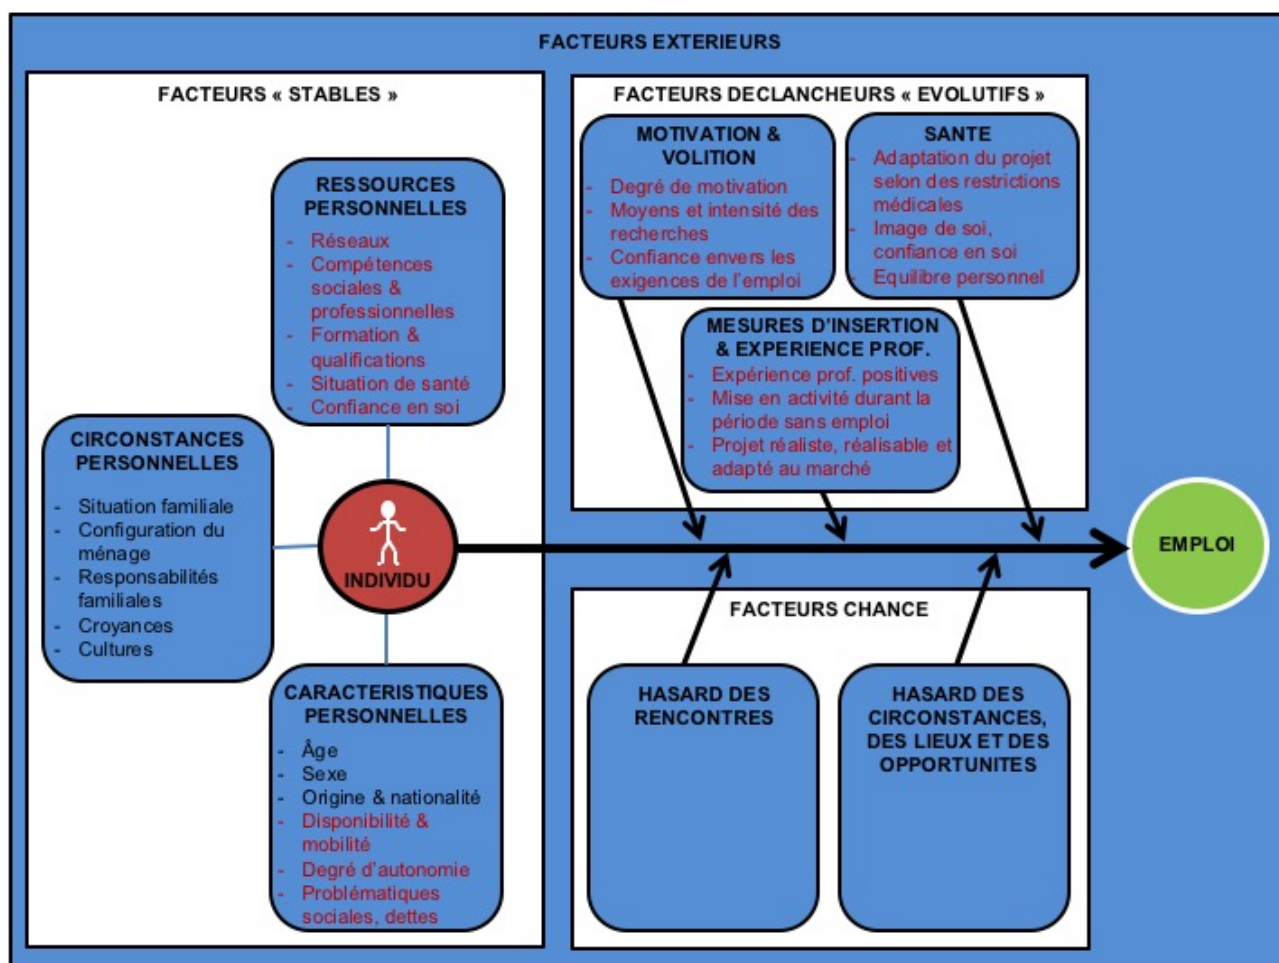 FACTEURS EXTERIEURS
FACTEURS « STABLES »
RESSOURCES
PERSONNELLES
- Réseaux
- Compétences
sociales &
professionnelles
- Formation &
qualifications
- Situation de santé
- Confiance en soi
CIRCONSTANCES
PERSONNELLES
- Situation familiale
- Configuration du
ménage
- Responsabilités
familiales
- Croyances
- Cultures
INDIVIDU
CARACTERISTIQUES
PERSONNELLES
- Âge
- Sexe
- Origine & nationalité
- Disponibilité &
mobilité
- Degré d'autonomie
- Problématiques
sociales, dettes
FACTEURS DECLANCHEURS « EVOLUTIFS »
MOTIVATION &
VOLITION
- Degré de motivation
- Moyens et intensité des
recherches
- Confiance envers les
exigences de l'emploi
SANTE
- Adaptation du projet
selon des restrictions
médicales
- Image de soi,
confiance en soi
- Equilibre personnel
MESURES D'INSERTION
& EXPERIENCE PROF.
- Expérience prof. positives
- Mise en activité durant la
période sans emploi
- Projet réaliste, réalisable et
adapté au marché
EMPLOI
FACTEURS CHANCE
HASARD DES
RENCONTRES
HASARD DES
CIRCONSTANCES,
DES LIEUX ET DES
OPPORTUNITES